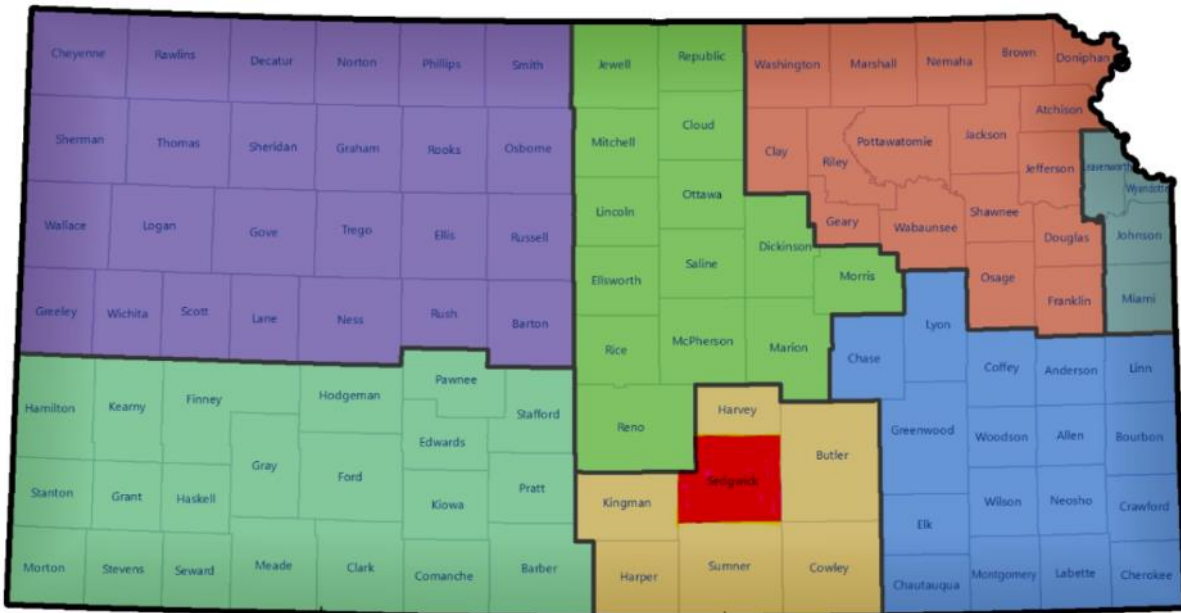 Cheyenne
Rawlins
Decatur
Norton
Phillips
Smith
Jewell
Republic
Washington
Marshall
Nemaha
Brown
Doniphan
Sherman
Thomas
Sheridan
Graham
Rooks
Osborne
Mitchell
Cloud
Clay
Riley
Pottawatomie
Jackson
Atchison
Jefferson
Leavenworth
Wyandotte
Wallace
Logan
Gove
Trego
Ellis
Russell
Lincoln
Ottawa
Dickinson
Geary
Wabaunsee
Shawnee
Douglas
Johnson
Ellsworth
Saline
Morris
Osage
Franklin
Miami
Greeley
Wichita
Scott
Lane
Ness
Rush
Barton
Rice
McPherson
Marion
Chase
Lyon
Coffey
Anderson
Linn
Hamilton
Kearny
Finney
Hodgeman
Pawnee
Stafford
Reno
Harvey
Butler
Greenwood
Woodson
Allen
Bourbon
Edwards
Gray
Ford
Stanton
Grant
Haskell
Kiowa
Pratt
Kingman
Sedgwick
Elk
Wilson
Neosho
Crawford
Morton
Stevens
Seward
Meade
Clark
Comanche
Barber
Harper
Sumner
Cowley
Chautauqua
Montgomery
Labette
Cherokee